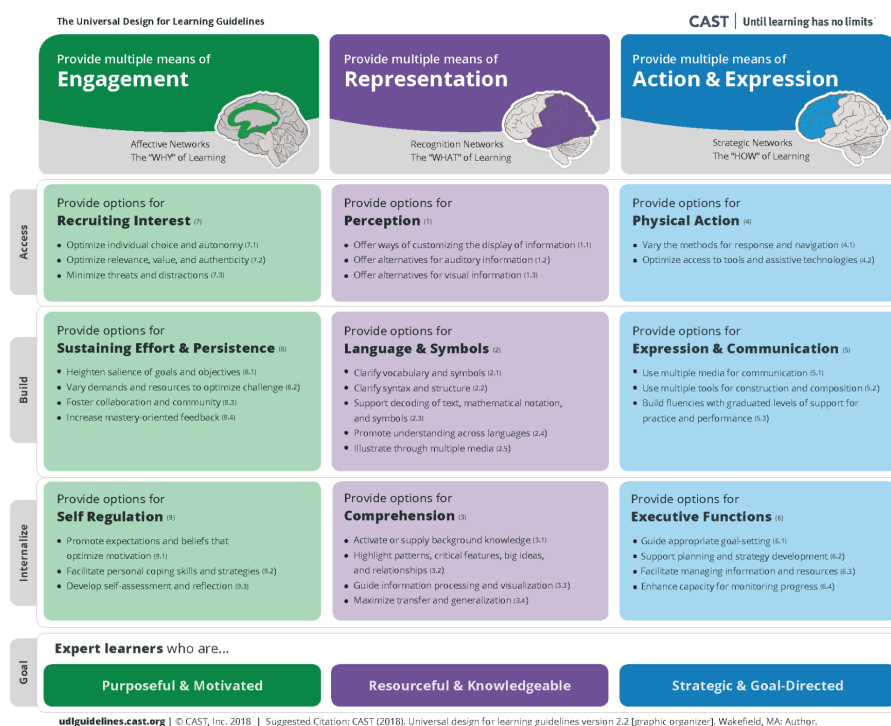 The Universal Design for Learning Guidelines
CAST | Until learning has no limits™
Provide multiple means of
Engagement
Affective Networks
The “WHY” of Learning
Provide multiple means of
Representation
Recognition Networks
The “WHAT” of Learning
Provide multiple means of
Action & Expression
Strategic Networks
The “HOW” of Learning
Access
Provide options for
Recruiting Interest (7)
• Optimize individual choice and autonomy (7.1)
• Optimize relevance, value, and authenticity (7.2)
• Minimize threats and distractions (7.3)
Provide options for
Perception (1)
• Offer ways of customizing the display of information (1.1)
• Offer alternatives for auditory information (1.2)
• Offer alternatives for visual information (1.3)
Provide options for
Physical Action (4)
• Vary the methods for response and navigation (4.1)
• Optimize access to tools and assistive technologies (4.2)
Build
Provide options for
Sustaining Effort & Persistence (8)
• Heighten salience of goals and objectives (8.1)
• Vary demands and resources to optimize challenge (8.2)
• Foster collaboration and community (8.3)
• Increase mastery-oriented feedback (8.4)
Provide options for
Language & Symbols (2)
• Clarify vocabulary and symbols (2.1)
• Clarify syntax and structure (2.2)
• Support decoding of text, mathematical notation,
and symbols (2.3)
• Promote understanding across languages (2.4)
• Illustrate through multiple media (2.5)
Provide options for
Expression & Communication (5)
• Use multiple media for communication (5.1)
• Use multiple tools for construction and composition (5.2)
• Build fluencies with graduated levels of support for
practice and performance (5.3)
Internalize
Provide options for
Self Regulation (9)
• Promote expectations and beliefs that
optimize motivation (9.1)
• Facilitate personal coping skills and strategies (9.2)
• Develop self-assessment and reflection (9.3)
Provide options for
Comprehension (3)
• Activate or supply background knowledge (3.1)
• Highlight patterns, critical features, big ideas,
and relationships (3.2)
• Guide information processing and visualization (3.3)
• Maximize transfer and generalization (3.4)
Provide options for
Executive Functions (6)
• Guide appropriate goal-setting (6.1)
• Support planning and strategy development (6.2)
• Facilitate managing information and resources (6.3)
• Enhance capacity for monitoring progress (6.4)
Goal
Expert learners who are...
Purposeful & Motivated
Resourceful & Knowledgeable
Strategic & Goal-Directed
udlguidelines.cast.org | © CAST, Inc. 2018 | Suggested Citation: CAST (2018). Universal design for learning guidelines version 2.2 [graphic organizer]. Wakefield, MA: Author.